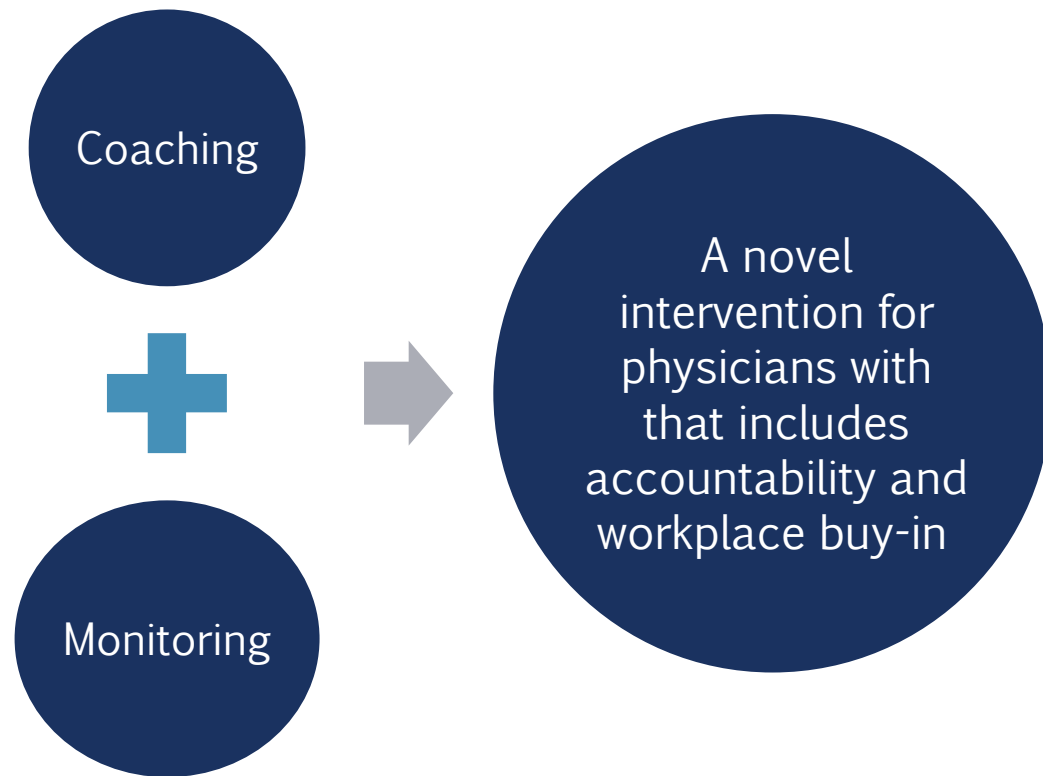 Coaching
Monitoring
A novel
intervention for
physicians with
that includes
accountability and
workplace buy-in